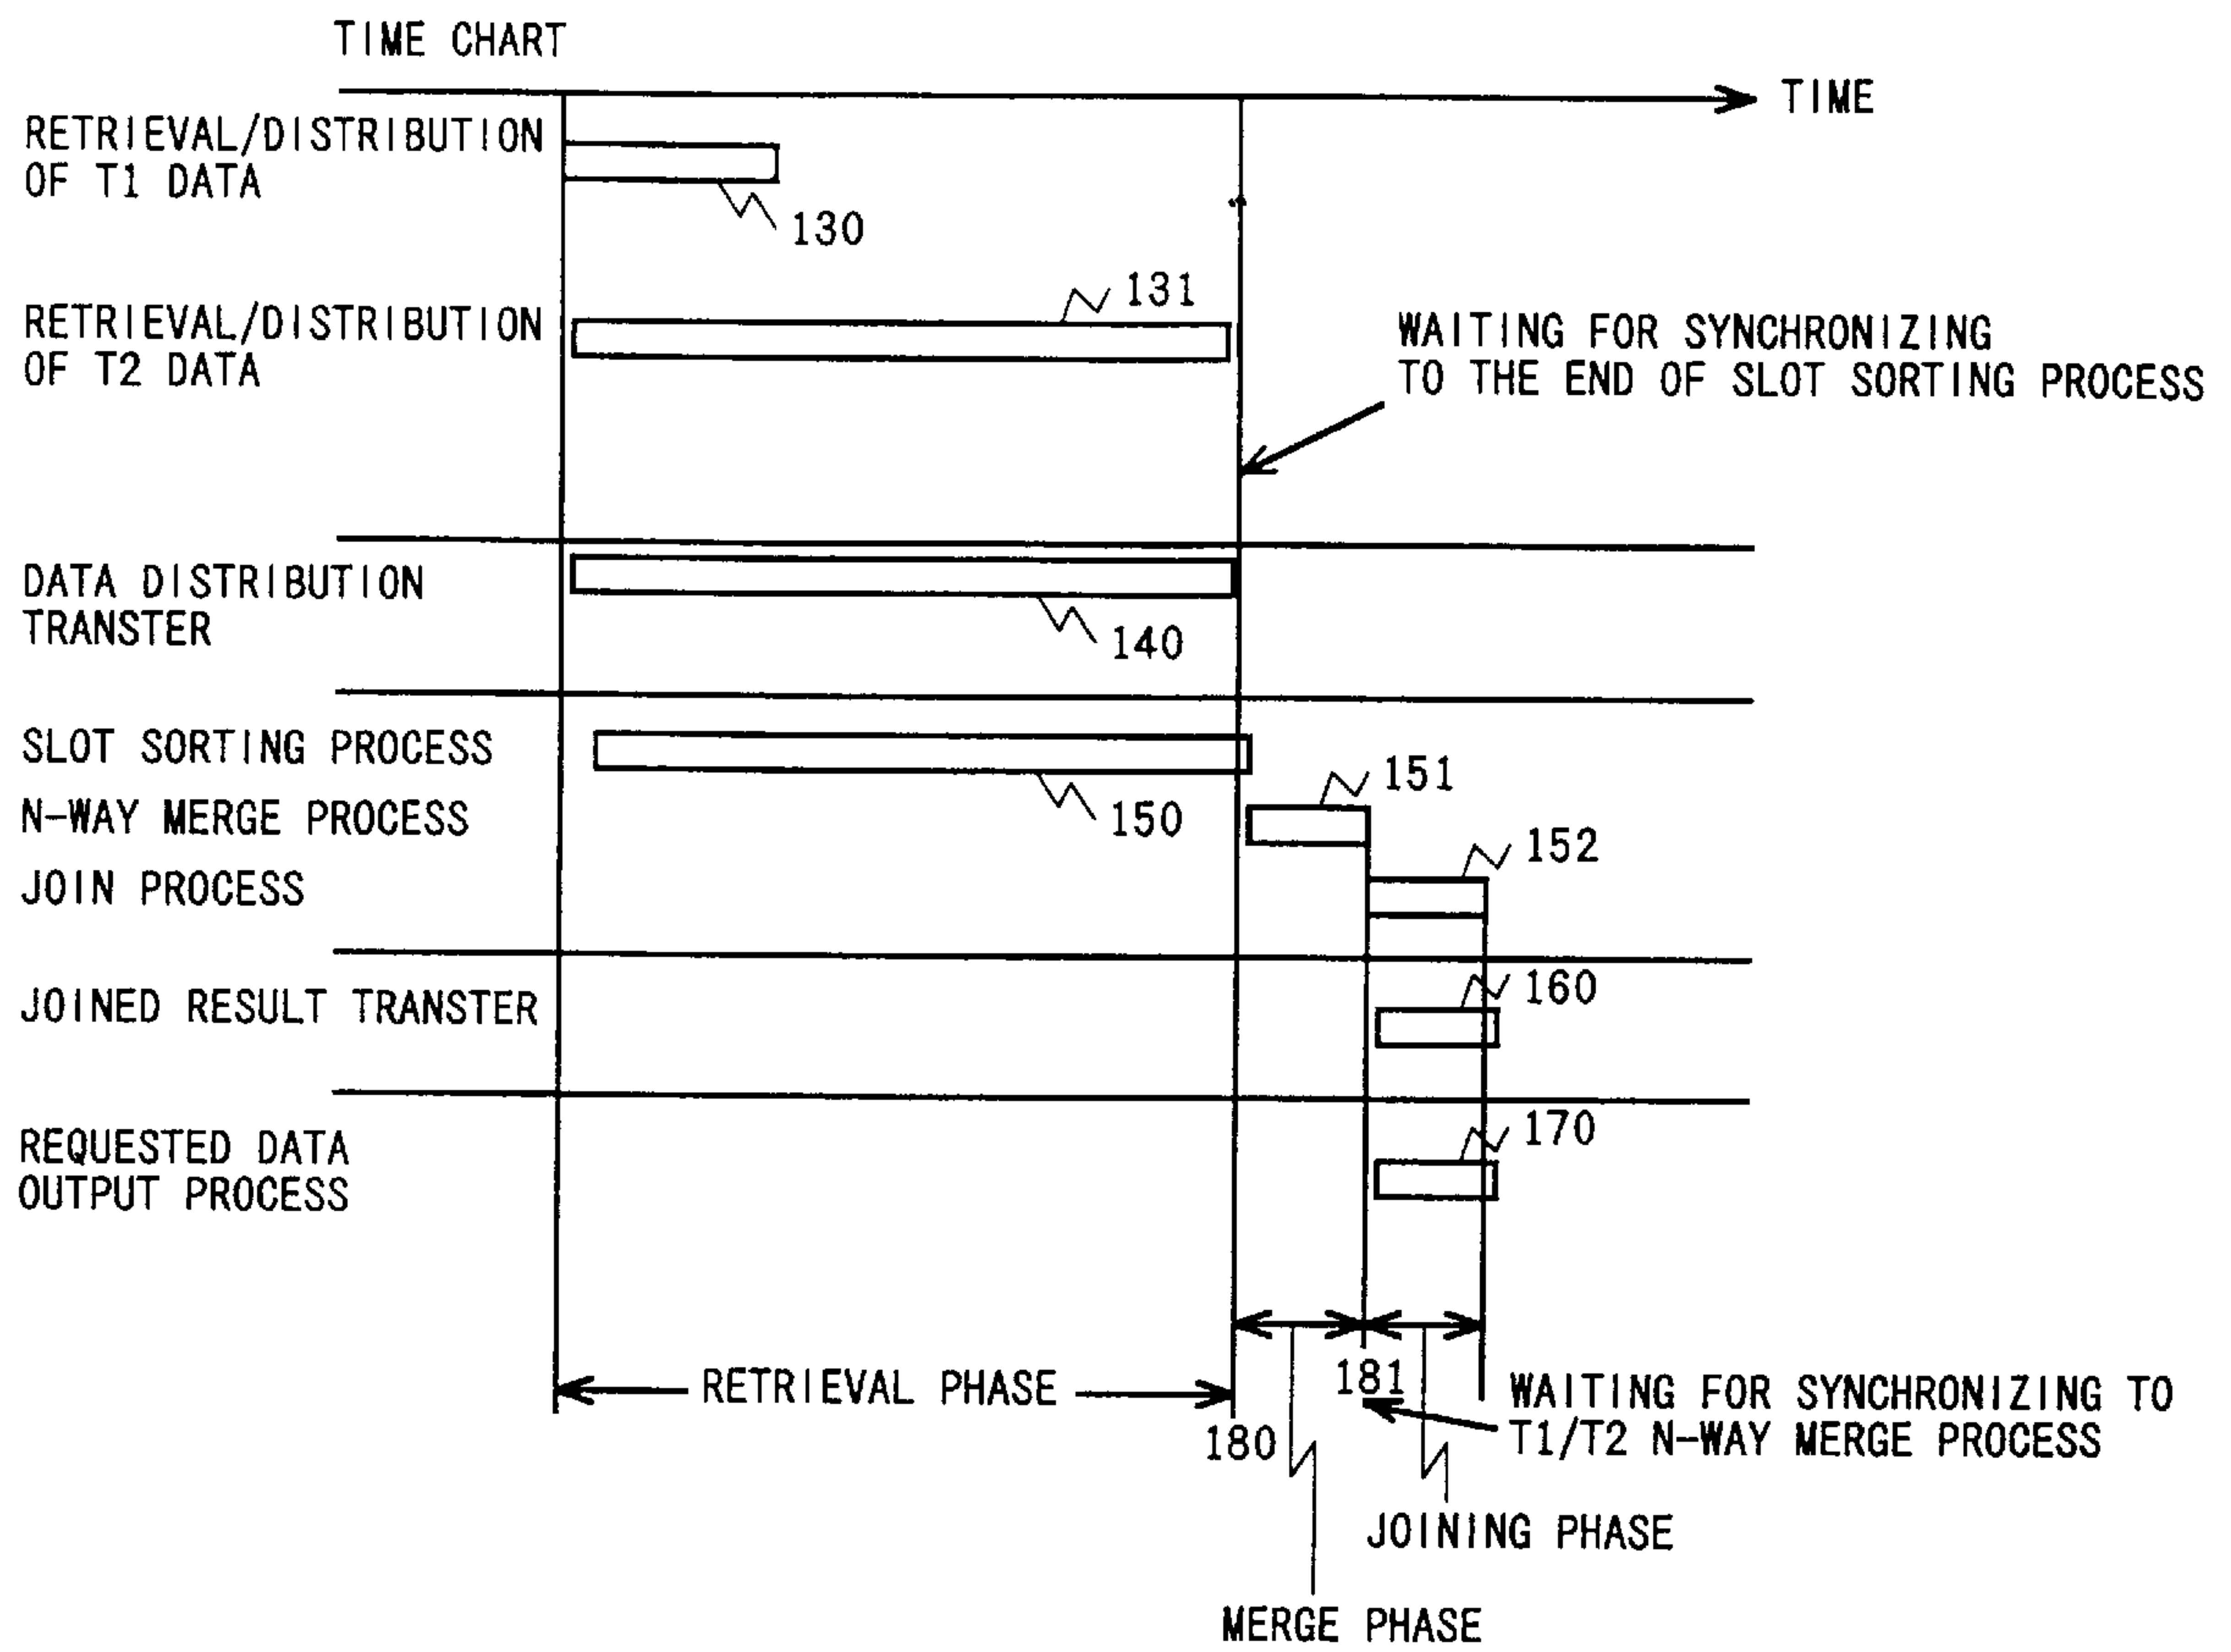 TIME CHART
TIME
RETRIEVAL/DISTRIBUTION
OF T1 DATA
130
131
RETRIEVAL/DISTRIBUTION
OF T2 DATA
WAITING FOR SYNCHRONIZING
TO THE END OF SLOT SORTING PROCESS
DATA DISTRIBUTION
TRANSTER
140
SLOT SORTING PROCESS
151
150
N-WAY MERGE PROCESS
152
JOIN PROCESS
160
JOINED RESULT TRANSTER
170
REQUESTED DATA
OUTPUT PROCESS
RETRIEVAL PHASE
181
180
WAITING FOR SYNCHRONIZING TO
T1/T2 N-WAY MERGE PROCESS
JOINING PHASE
MERGE PHASE